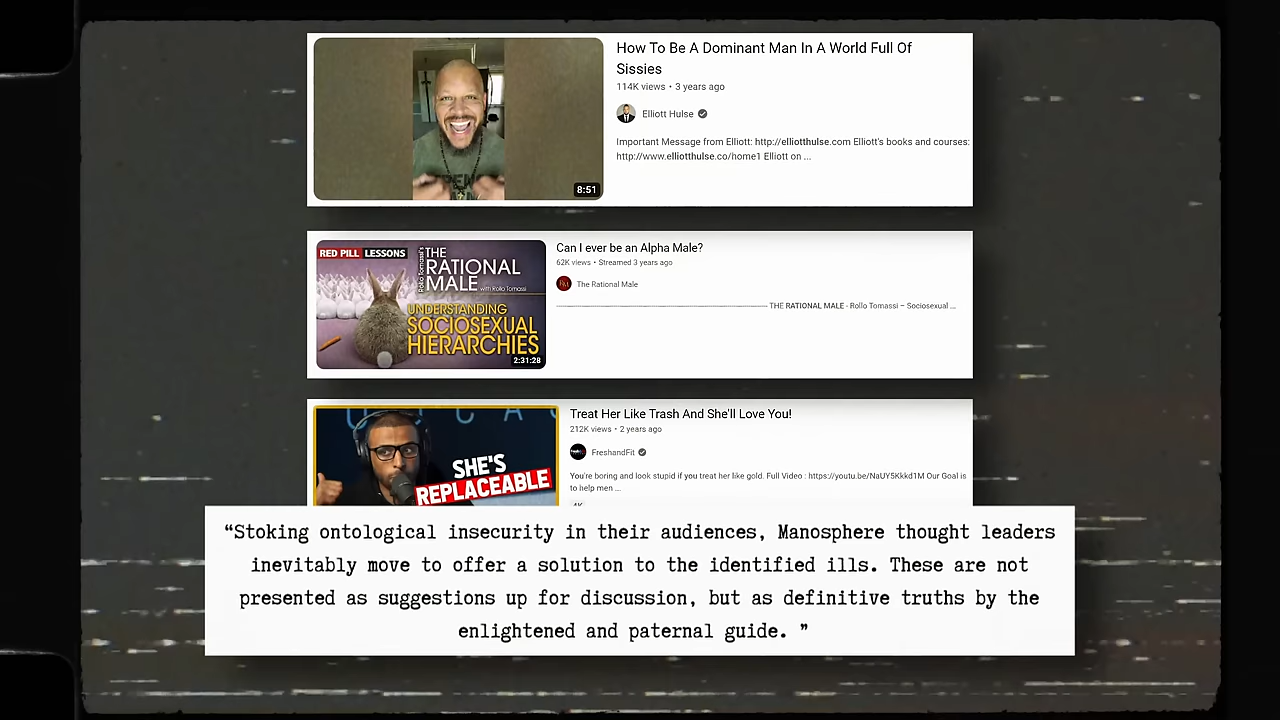 How To Be A Dominant Man In A World Full Of
Sissies
114K views • 3 years ago
Elliott Hulse
Important Message from Elliott: http://elliotthulse.com Elliott's books and courses:
http://www.elliotthulse.co/home1 Elliott on ...
8:51
RED PILL LESSONS
Rollo Tomassi's
THE
RATIONAL
MALE
with Rollo Tomassi
UNDERSTANDING
SOCIOSEXUAL
HIERARCHIES
2:31:28
Can I ever be an Alpha Male?
62K views • Streamed 3 years ago
The Rational Male
THE RATIONAL MALE - Rollo Tomassi – Sociosexual ...
SHE'S
REPLACEABLE
Treat Her Like Trash And She'll Love You!
212K views • 2 years ago
FreshandFit
You're boring and look stupid if you treat her like gold. Full Video : https://youtu.be/NaUY5Kkkd1M Our Goal is
to help men ...
“Stoking ontological insecurity in their audiences, Manosphere thought leaders
inevitably move to offer a solution to the identified ills. These are not
presented as suggestions up for discussion, but as definitive truths by the
enlightened and paternal guide. ”